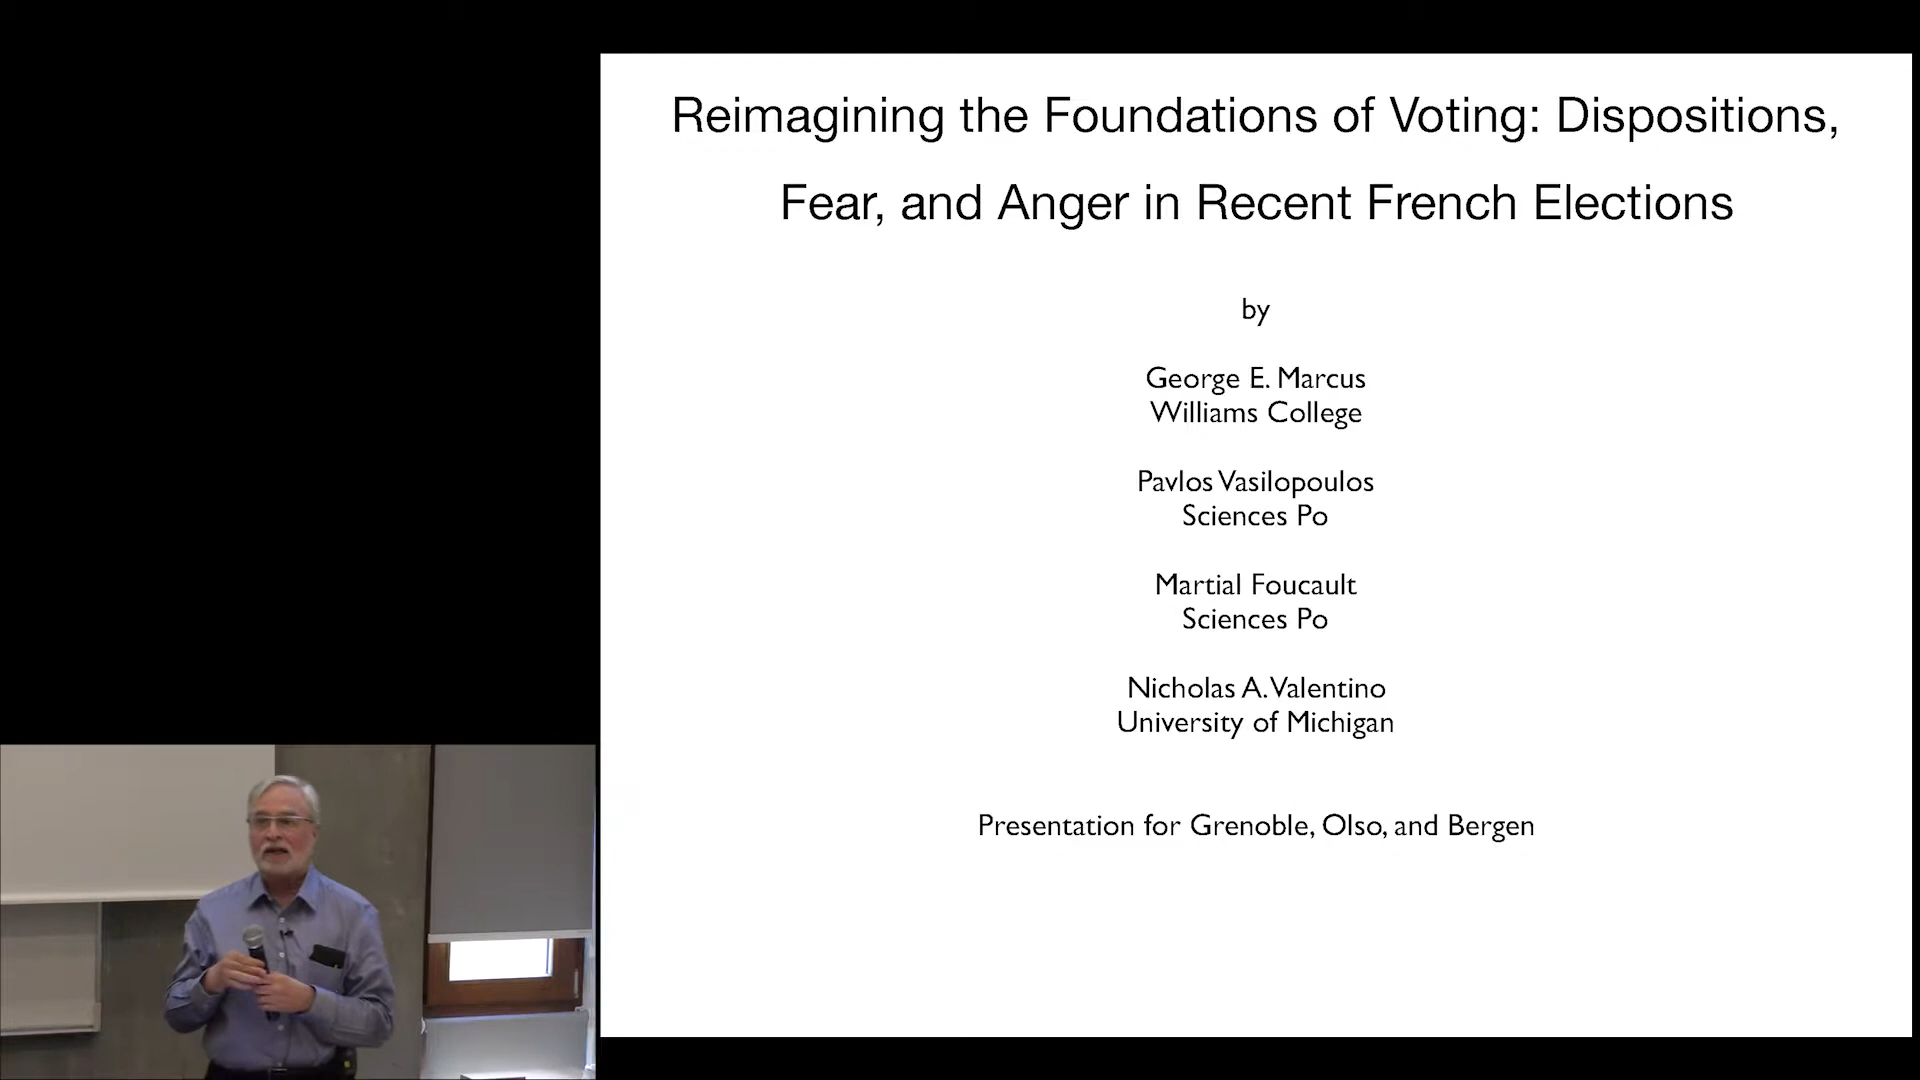 Reimagining the Foundations of Voting: Dispositions,
Fear, and Anger in Recent French Elections
by
George E. Marcus
Williams College
Pavlos Vasilopoulos
Sciences Po
Martial Foucault
Sciences Po
Nicholas A. Valentino
University of Michigan
Presentation for Grenoble, Olso, and Bergen